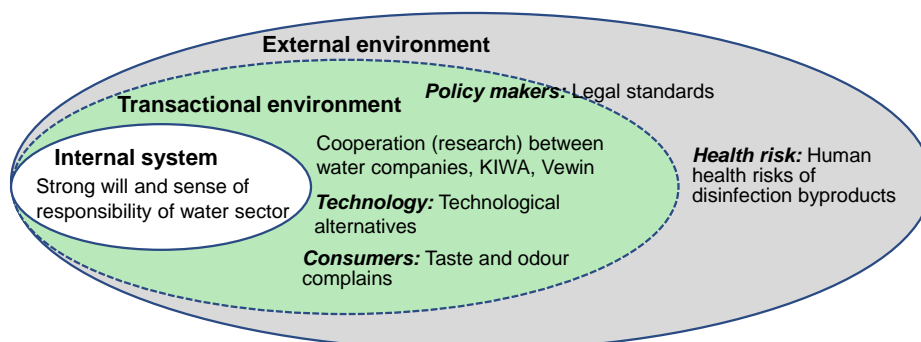 External environment
Policy makers: Legal standards
Transactional environment
Internal system
Strong will and sense of
responsibility of water sector
Cooperation (research) between
water companies, KIWA, Vewin
Technology: Technological
alternatives
Consumers: Taste and odour
complains
Health risk: Human
health risks of
disinfection byproducts